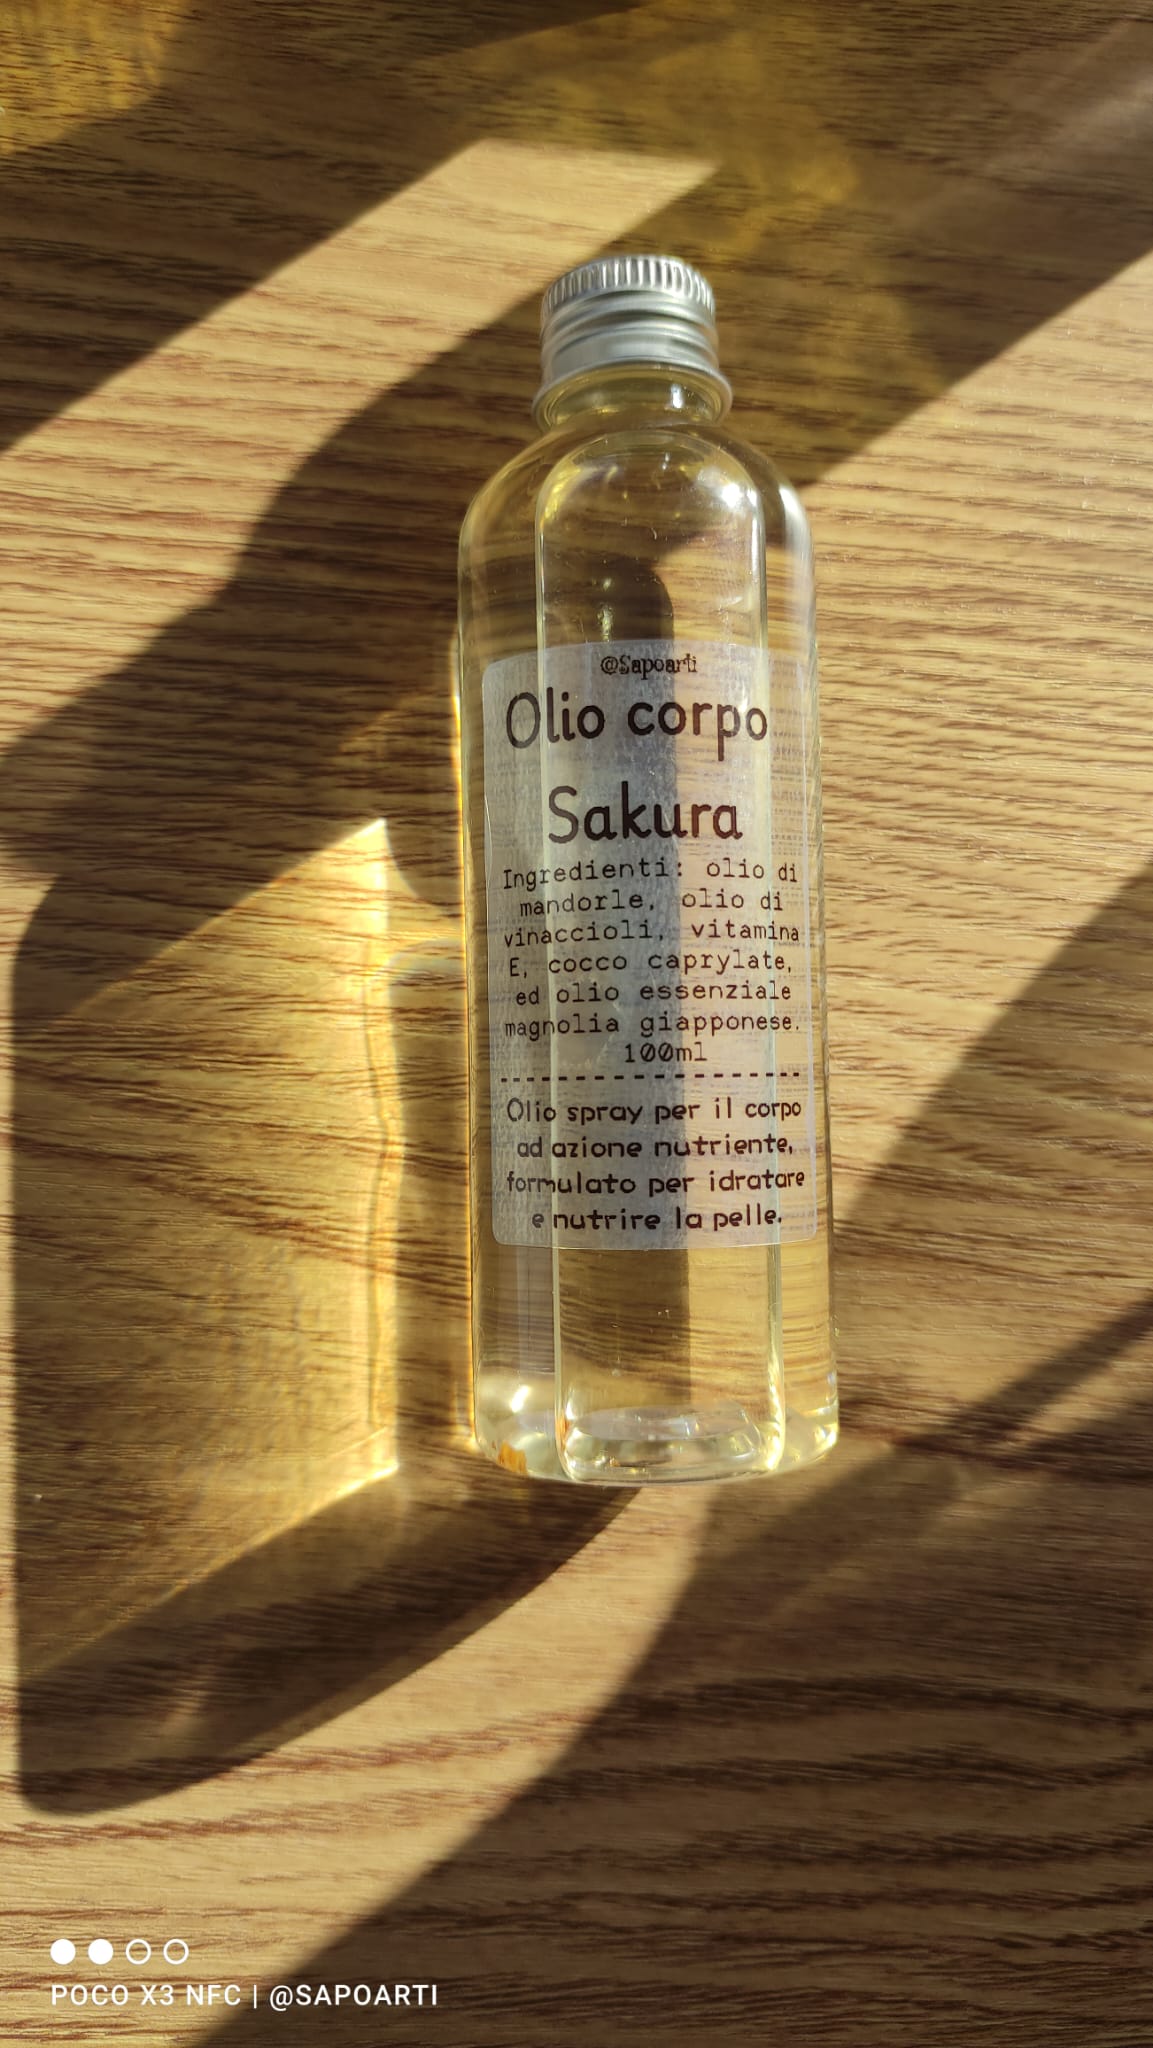 @Sapoarti
Olio corpo
Sakura
Ingredienti: olio di
mandorle, olio di
vinaccioli, vitamina
E, cocco caprylate,
ed olio essenziale
magnolia giapponese.
100ml
Olio spray per il corpo
ad azione nutriente,
formulato per idratare
e nutrire la pelle.
POCO X3 NFC | @SAPOARTI